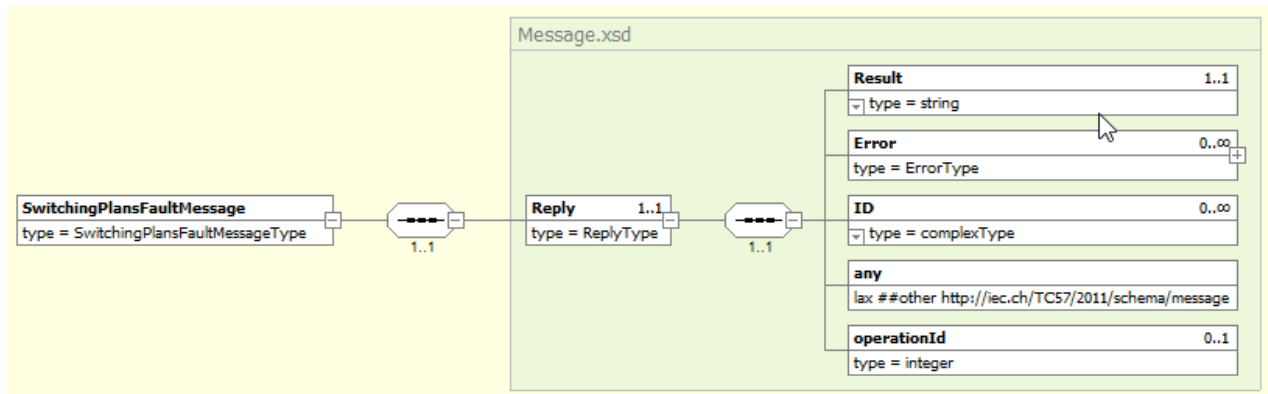 Message.xsd
Result 1..1
type = string
Error 0..∞
type = ErrorType
SwitchingPlansFaultMessage
type = SwitchingPlansFaultMessageType
1..1
Reply 1..1
type = ReplyType
1..1
ID 0..∞
type = complexType
any
lax ##other http://iec.ch/TC57/2011/schema/message
operationId 0..1
type = integer